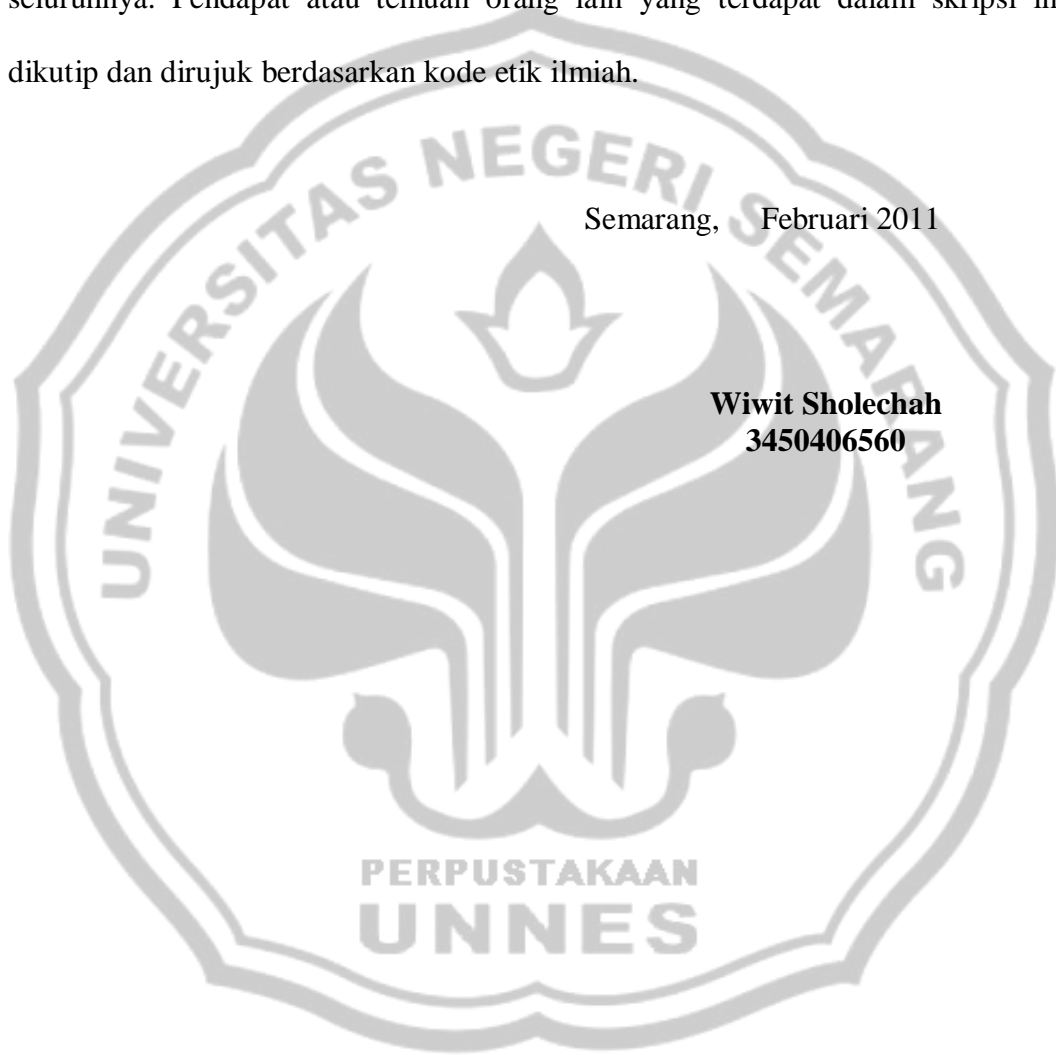 seluruhnya. Pendapat atau temuan orang lain yang terdapat dalam skripsi
dikutip dan dirujuk berdasarkan kode etik ilmiah.
UNIVERSITAS NEGERI SEMARANG
Semarang, Februari 2011
Wiwit Sholechah
3450406560
PERPUSTAKAAN
UNNES